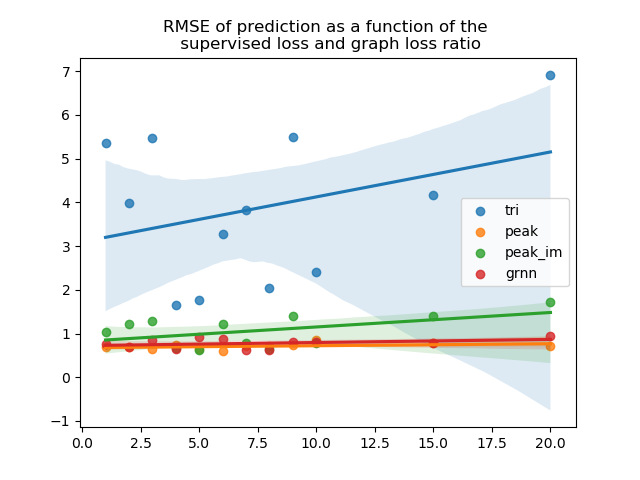 RMSE of prediction as a function of the
supervised loss and graph loss ratio
7
6
5
4
3
2
1
0
−1
tri
peak
peak_im
grnn
0.0 2.5 5.0 7.5 10.0 12.5 15.0 17.5 20.0